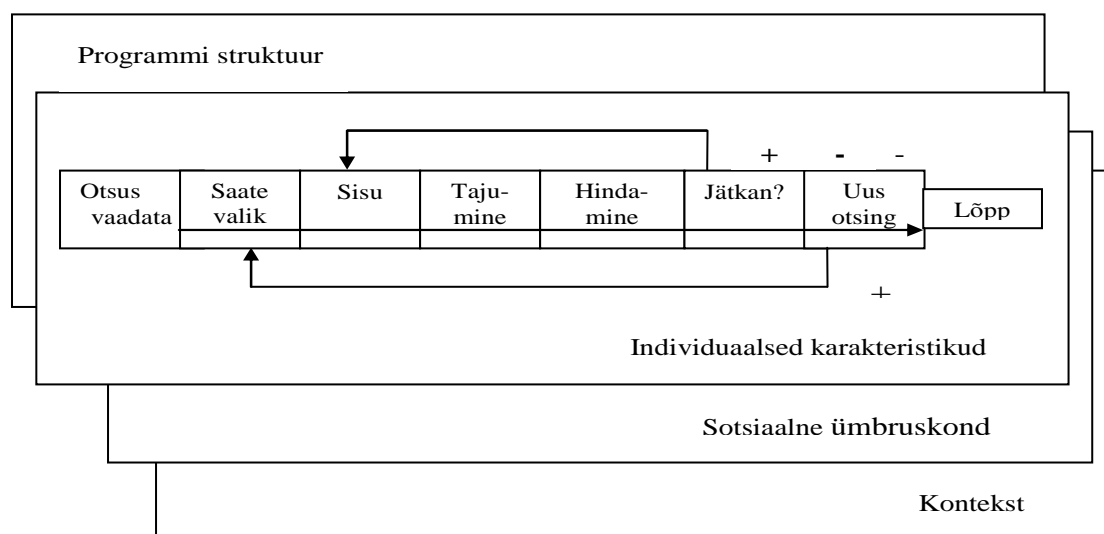 Programmi struktuur
+ - -
Otsus
vaadata
Saate
valik
Sisu
Taju-
mine
Hinda-
mine
Jätkan?
Uus
otsing
Lõpp
+
Individuaalsed karakteristikud
Sotsiaalne ümbruskond
Kontekst